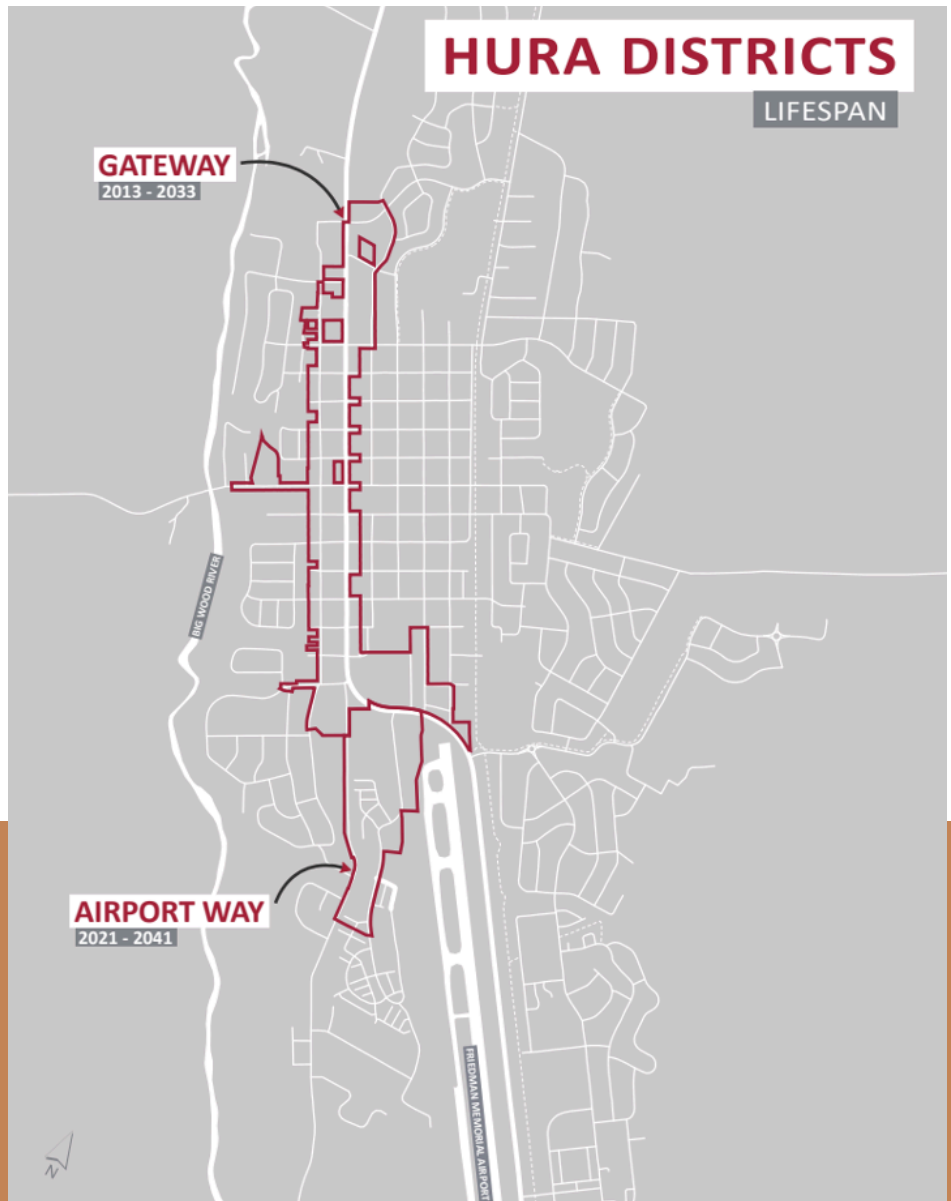 HURA DISTRICTS
LIFESPAN
GATEWAY
2013 - 2033
BIG WOOD RIVER
AIRPORT WAY
2021 - 2041
FRIEDMAN MEMORIAL AIRPORT
N